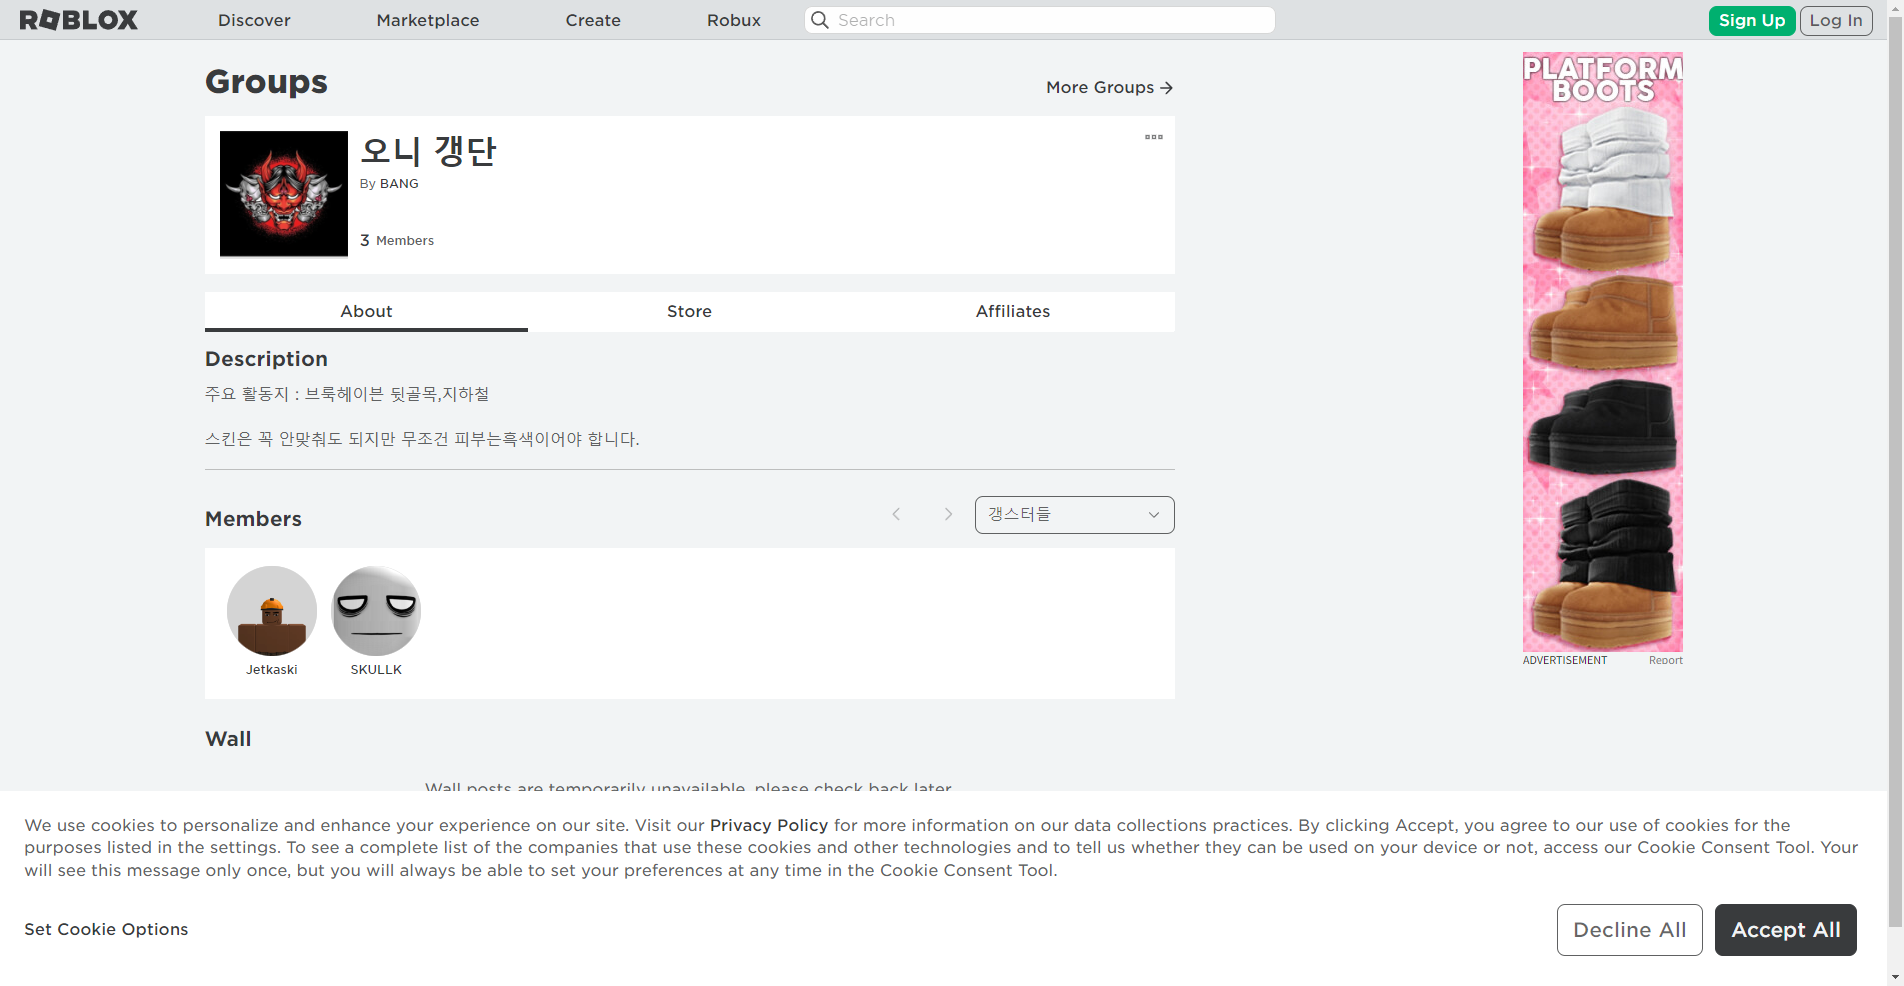 ROBLOX
Discover
Marketplace
Create
Robux
Search
Sign Up
Log In
Groups
More Groups
오니 갱단
By BANG
3 Members
About
Store
Affiliates
Description
주요 활동지 : 브룩헤이븐 뒷골목,지하철
스킨은 꼭 안맞춰도 되지만 무조건 피부는흑색이어야 합니다.
Members
갱스터들
Jetkaski
SKULLK
Wall
Wall posts are temporarily unavailable, please check back later.
PLATFORM
BOOTS
ADVERTISEMENT
Report
We use cookies to personalize and enhance your experience on our site. Visit our Privacy Policy for more information on our data collections practices. By clicking Accept, you agree to our use of cookies for the
purposes listed in the settings. To see a complete list of the companies that use these cookies and other technologies and to tell us whether they can be used on your device or not, access our Cookie Consent Tool. Your
will see this message only once, but you will always be able to set your preferences at any time in the Cookie Consent Tool.
Set Cookie Options
Decline All
Accept All